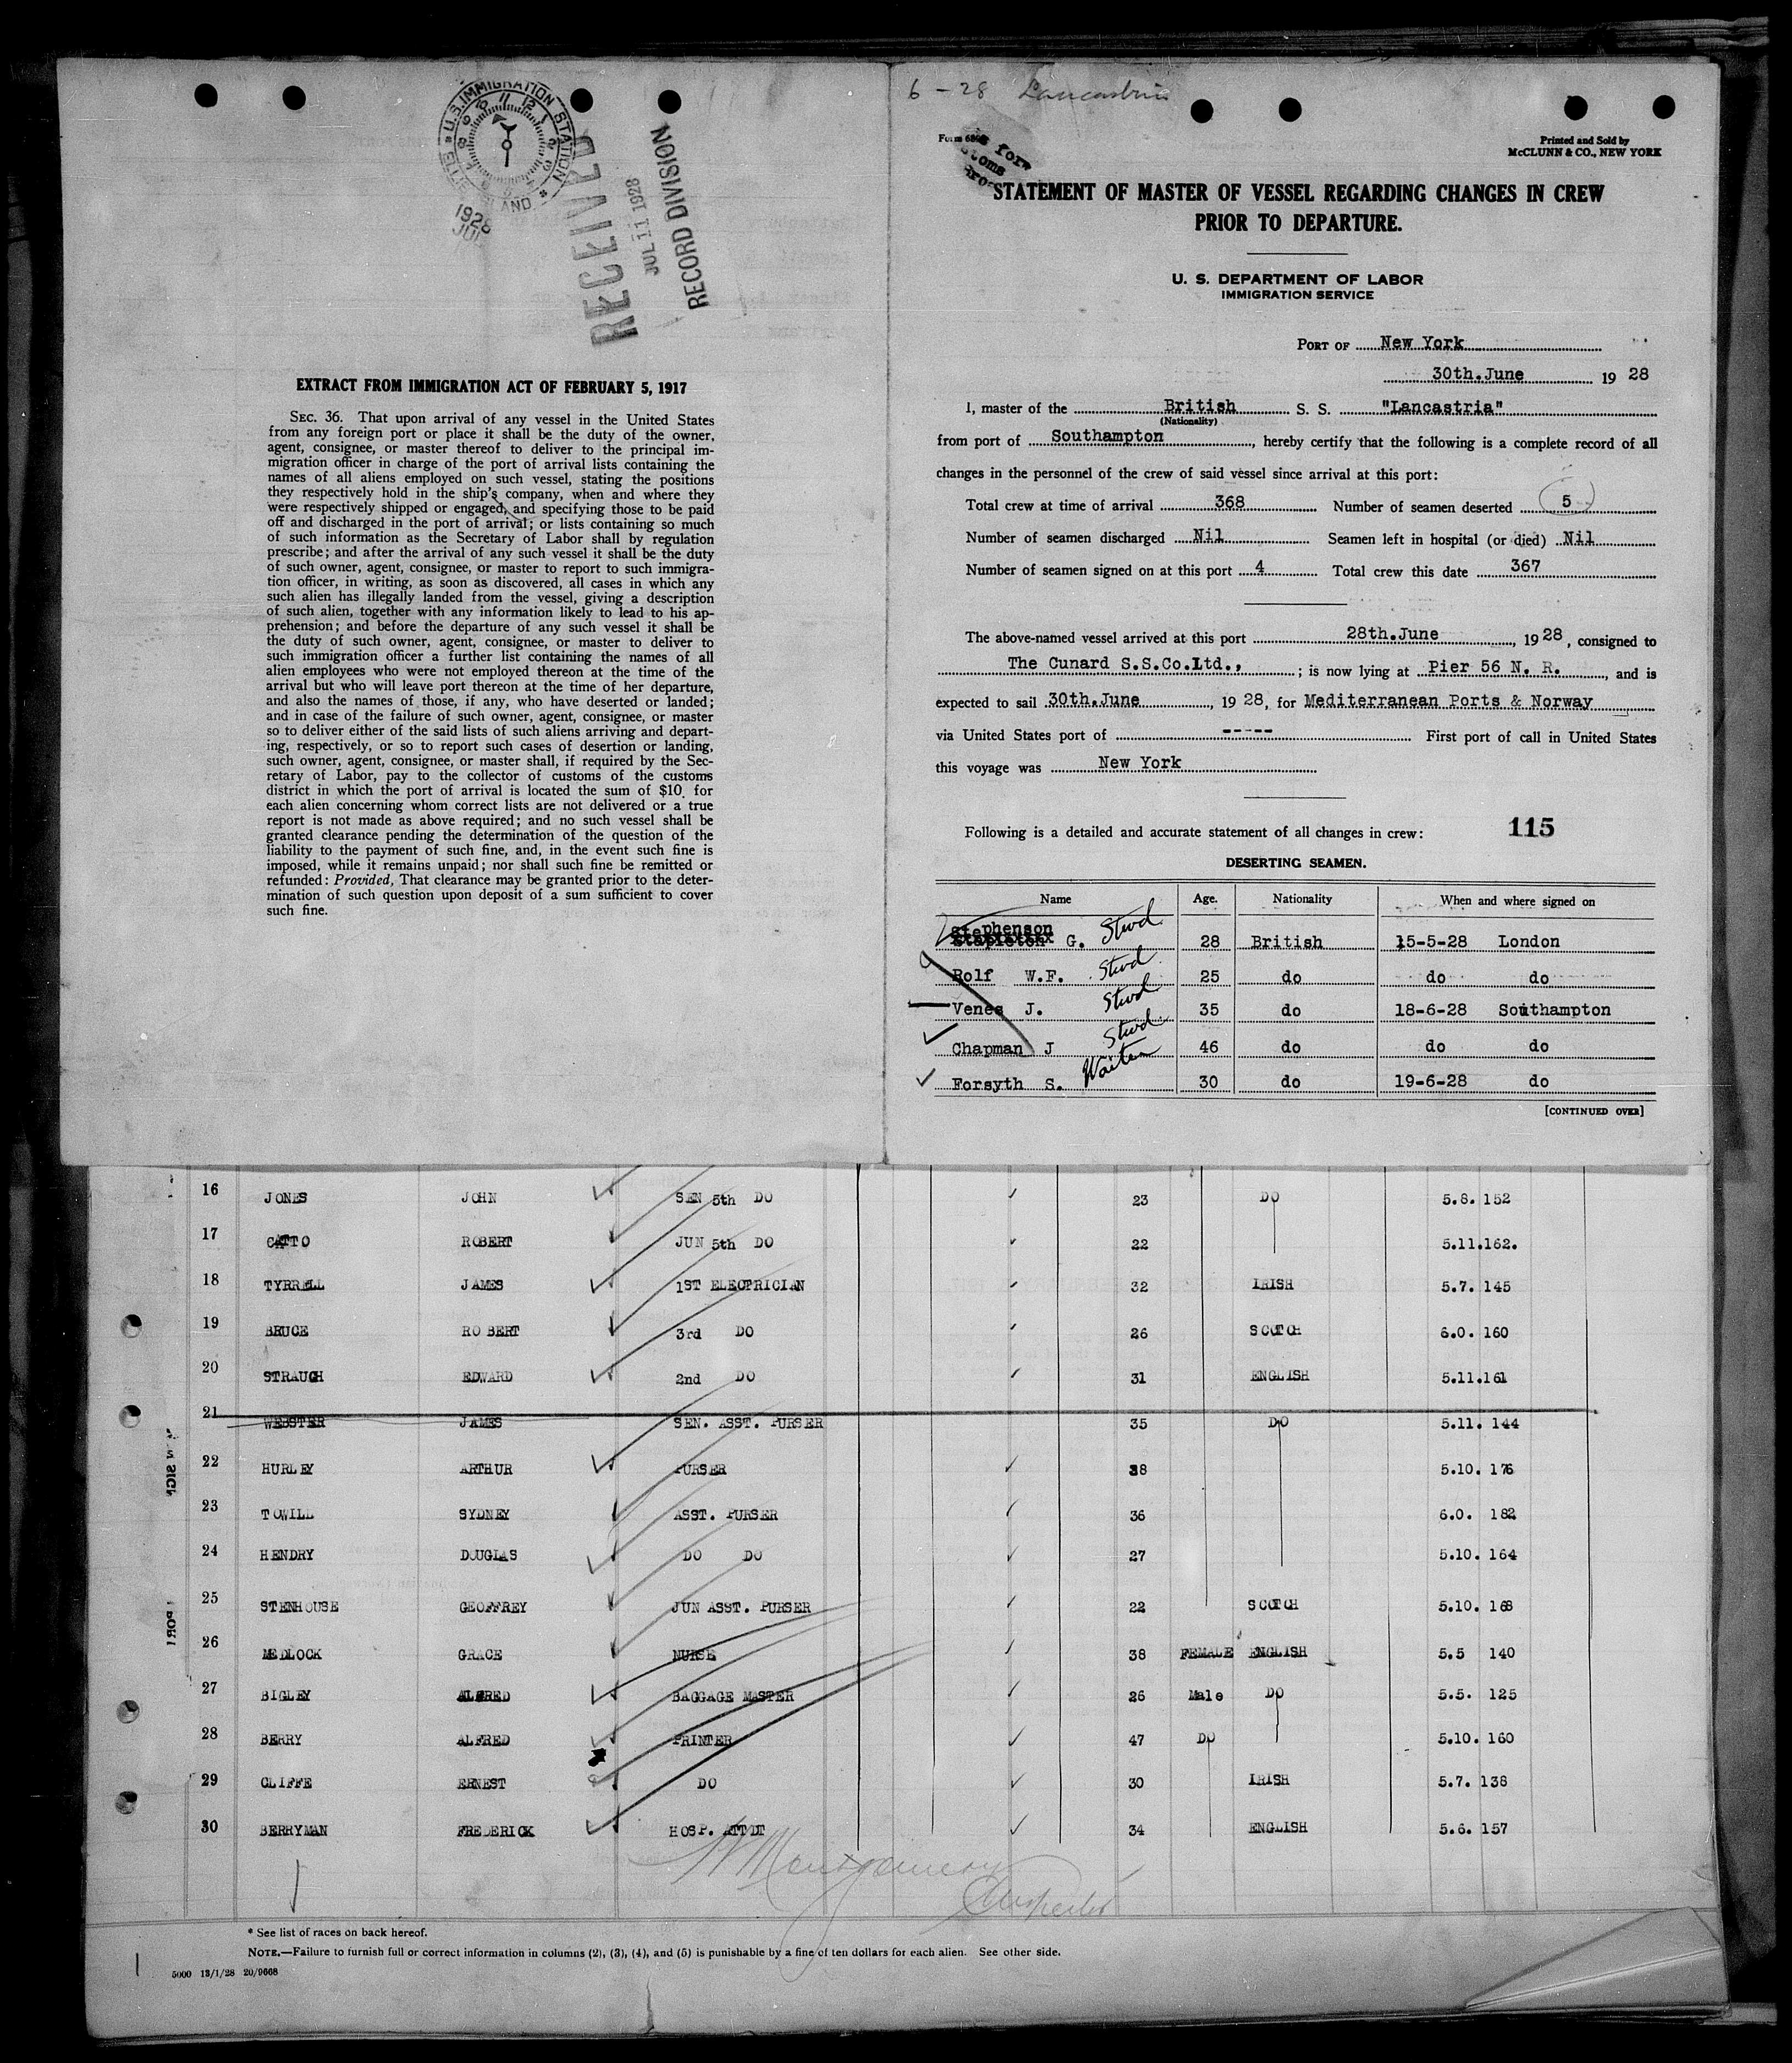 U.S. IMMIGRATION STATION
1928
RECEIVED
JUL 11 1928
RECORD DIVISION
EXTRACT FROM IMMIGRATION ACT OF FEBRUARY 5, 1917
SEC. 36. That upon arrival of any vessel in the United States
from any foreign port or place it shall be the duty of the owner,
agent, consignee, or master thereof to deliver to the principal im-
migration officer in charge of the port of arrival lists containing the
names of all aliens employed on such vessel, stating the positions
they respectively hold in the ship's company, when and where they
were respectively shipped or engaged, and specifying those to be paid
off and discharged in the port of arrival; or lists containing so much
of such information as the Secretary of Labor shall by regulation
prescribe; and after the arrival of any such vessel it shall be the duty
of such owner, agent, consignee, or master to report to such immigra-
tion officer, in writing, as soon as discovered, all cases in which any
such alien has illegally landed from the vessel, giving a description
of such alien, together with any information likely to lead to his ap-
prehension; and before the departure of any such vessel it shall be
the duty of such owner, agent, consignee, or master to deliver to
such immigration officer a further list containing the names of all
alien employees who were not employed thereon at the time of the
arrival but who will leave port thereon at the time of her departure,
and also the names of those, if any, who have deserted or landed;
and in case of the failure of such owner, agent, consignee, or master
so to deliver either of the said lists of such aliens arriving and depart-
ing, respectively, or so to report such cases of desertion or landing,
such owner, agent, consignee, or master shall, if required by the Sec-
retary of Labor, pay to the collector of customs of the customs
district in which the port of arrival is located the sum of $10 for
each alien concerning whom correct lists are not delivered or a true
report is not made as above required; and no such vessel shall be
granted clearance pending the determination of the question of the
liability to the payment of such fine, and, in the event such fine is
imposed, while it remains unpaid; nor shall such fine be remitted or
refunded: Provided, That clearance may be granted prior to the deter-
mination of such question upon deposit of a sum sufficient to cover
such fine.
6 - 28 Lancastria
Form
Printed and Sold by
McCLUNN & CO., NEW YORK
STATEMENT OF MASTER OF VESSEL REGARDING CHANGES IN CREW
PRIOR TO DEPARTURE.
U. S. DEPARTMENT OF LABOR
IMMIGRATION SERVICE
PORT OF New York
30th.June 19 28
I, master of the British S. S. "Lancastria"
(Nationality)
from port of Southampton, hereby certify that the following is a complete record of all
changes in the personnel of the crew of said vessel since arrival at this port:
Total crew at time of arrival 368 Number of seamen deserted 5
Number of seamen discharged Nil Seamen left in hospital (or died) Nil
Number of seamen signed on at this port 4 Total crew this date 367
The above-named vessel arrived at this port 28th.June, 19 28, consigned to
The Cunard S.S.Co.Ltd.,; is now lying at Pier 56 N. R., and is
expected to sail 30th.June, 19 28, for Mediterranean Ports & Norway
via United States port of ----- First port of call in United States
this voyage was New York
Following is a detailed and accurate statement of all changes in crew: 115
DESERTING SEAMEN.
Name Age. Nationality When and where signed on
Stephenson
Stapleton G. Stwd 28 British 15-5-28 London
Rolf W.F. Stwd 25 do do do
Venes J. Stwd 35 do 18-6-28 Southampton
Chapman J Stwd 46 do do do
Forsyth S. Waiter 30 do 19-6-28 do
[CONTINUED OVER]
16 JONES JOHN SEN 5th DO 23 DO 5.8. 152
17 CATTO ROBERT JUN 5th DO 22 5.11.162.
18 TYRRELL JAMES 1ST ELECTRICIAN 32 IRISH 5.7. 145
19 BRUCE ROBERT 3rd DO 26 SCOTCH 6.0. 160
20 STRAUGH EDWARD 2nd DO 31 ENGLISH 5.11.161
21 WEBSTER JAMES SEN. ASST. PURSER 35 DO 5.11. 144
22 HURLEY ARTHUR PURSER 38 5.10. 176
23 TOWILL SYDNEY ASST. PURSER 36 6.0. 182
24 HENDRY DOUGLAS DO DO 27 5.10. 164
25 STENHOUSE GEOFFREY JUN ASST. PURSER 22 SCOTCH 5.10. 168
26 MEDLOCK GRACE NURSE 38 FEMALE ENGLISH 5.5 140
27 BIGLEY ALFRED BAGGAGE MASTER 26 Male DO 5.5. 125
28 BERRY ALFRED PRINTER 47 DO 5.10. 160
29 CLIFFE ERNEST DO 30 IRISH 5.7. 138
30 BERRYMAN FREDERICK HOSP. ATTDT 34 ENGLISH 5.6. 157
Montgomery
* See list of races on back hereof.
NOTE.—Failure to furnish full or correct information in columns (2), (3), (4), and (5) is punishable by a fine of ten dollars for each alien. See other side.
5000 13/1/28 20/9668